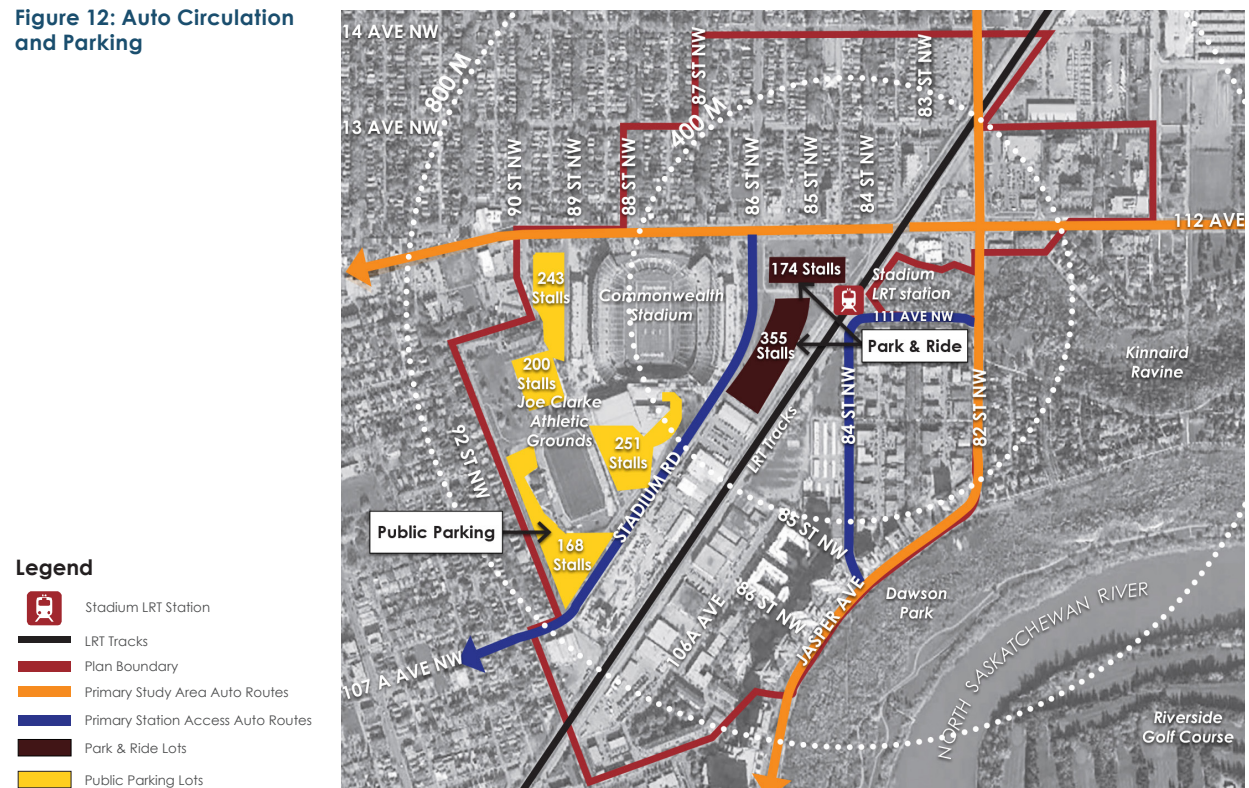 Figure 12: Auto Circulation
and Parking
14 AVE NW
87 ST NW
83 ST NW
800 M
400 M
13 AVE NW
90 ST NW
89 ST NW
88 ST NW
86 ST NW
85 ST NW
84 ST NW
112 AVE
243
Stalls
Commonwealth
Stadium
174 Stalls
Stadium
LRT station
111 AVE NW
355
Stalls
Park & Ride
Kinnaird
Ravine
200
Stalls
Joe Clarke
Athletic
Grounds
251
Stalls
84 ST NW
82 ST NW
LRT Tracks
92 ST NW
STADIUM RD
Public Parking
168
Stalls
85 ST NW
86 ST NW
Dawson
Park
JASPER AVE
106A AVE
107 A AVE NW
NORTH SASKATCHEWAN RIVER
Riverside
Golf Course
Legend
Stadium LRT Station
LRT Tracks
Plan Boundary
Primary Study Area Auto Routes
Primary Station Access Auto Routes
Park & Ride Lots
Public Parking Lots